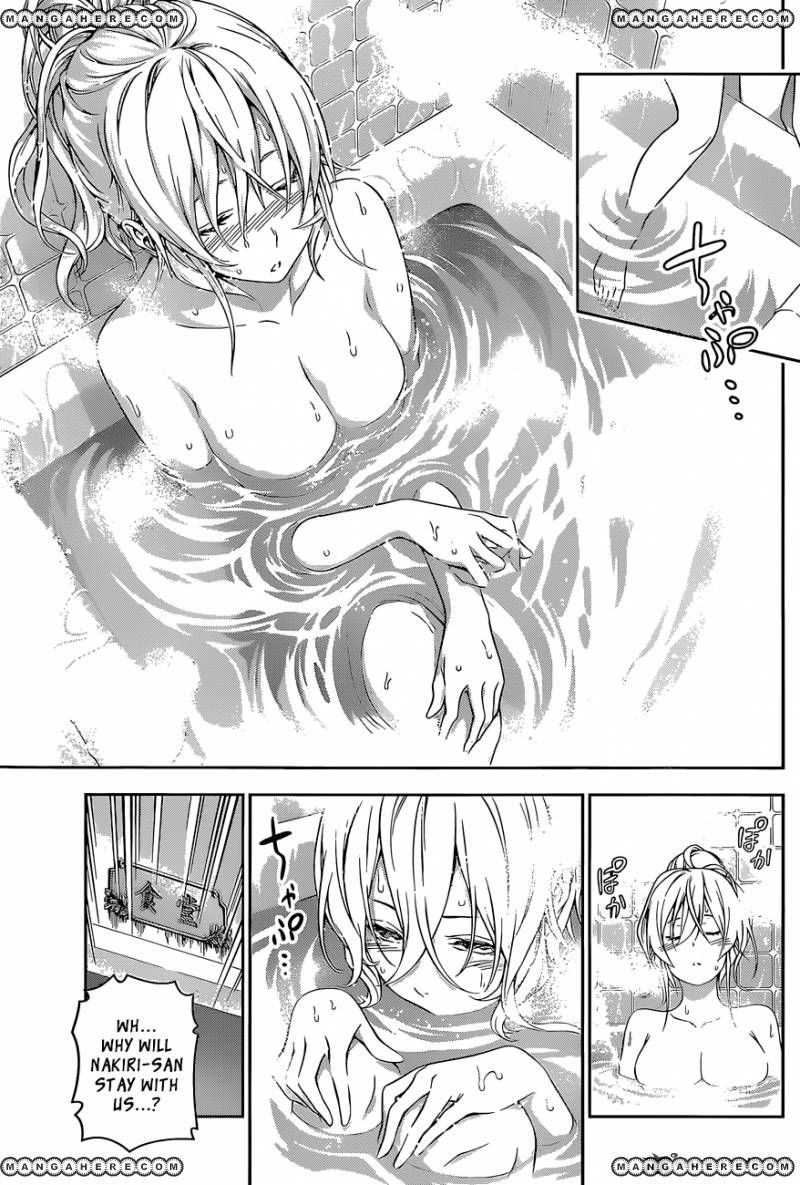 MANGAHERE.COM
MANGAHERE.COM
ちゃぷ…
ぽか
ぽか
ちゃぷ…
食堂
WH...
WHY WILL
NAKIRI-SAN
STAY WITH
US...?
MANGAHERE.COM
MANGAHERE.COM